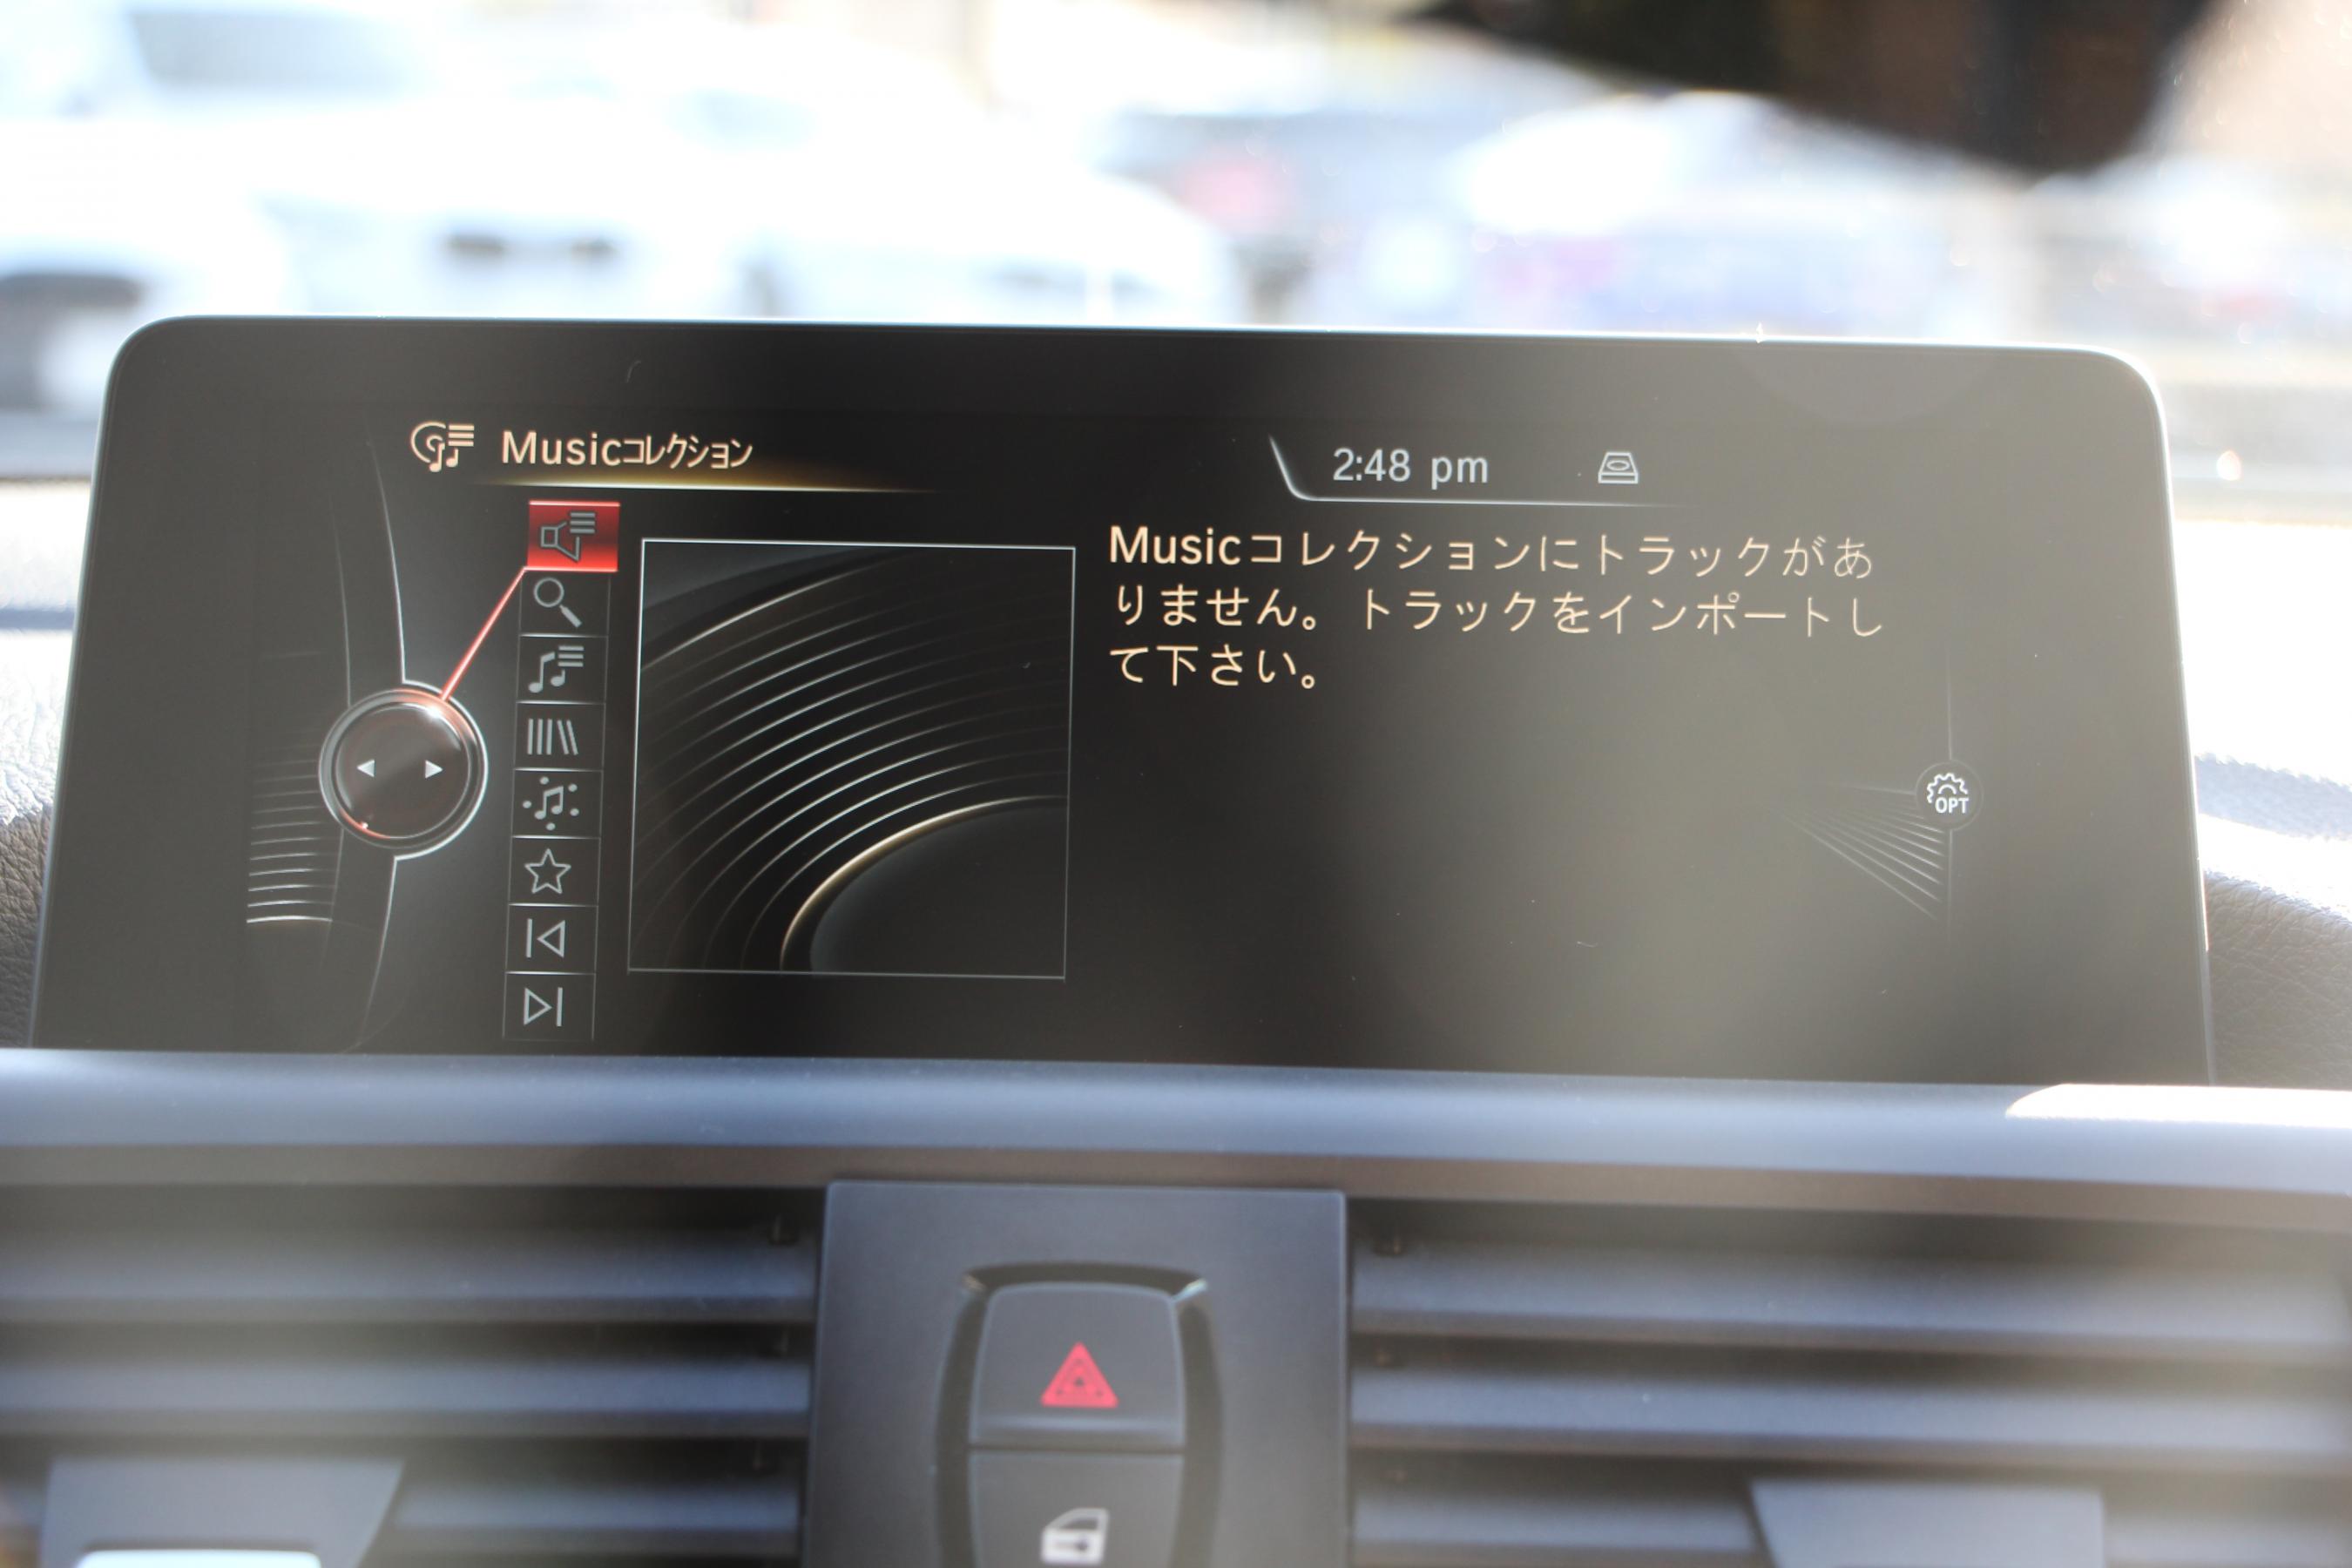 Musicコレクション
2:48 pm
Musicコレクションにトラックがあ
りません。トラックをインポートし
て下さい。
OPT